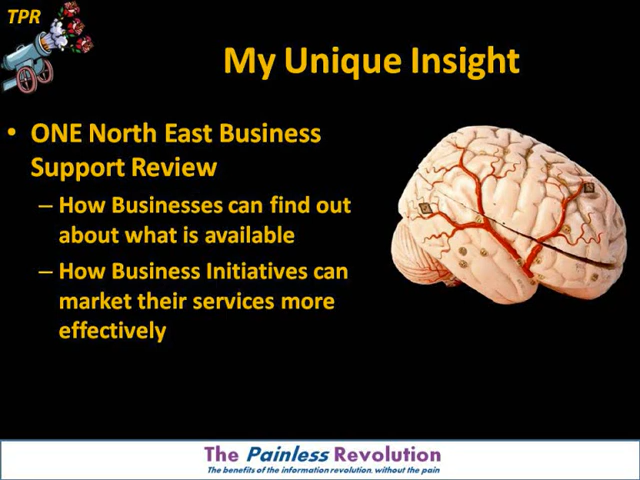 TPR
My Unique Insight
• ONE North East Business
Support Review
– How Businesses can find out
about what is available
– How Business Initiatives can
market their services more
effectively
The Painless Revolution
The benefits of the information revolution, without the pain